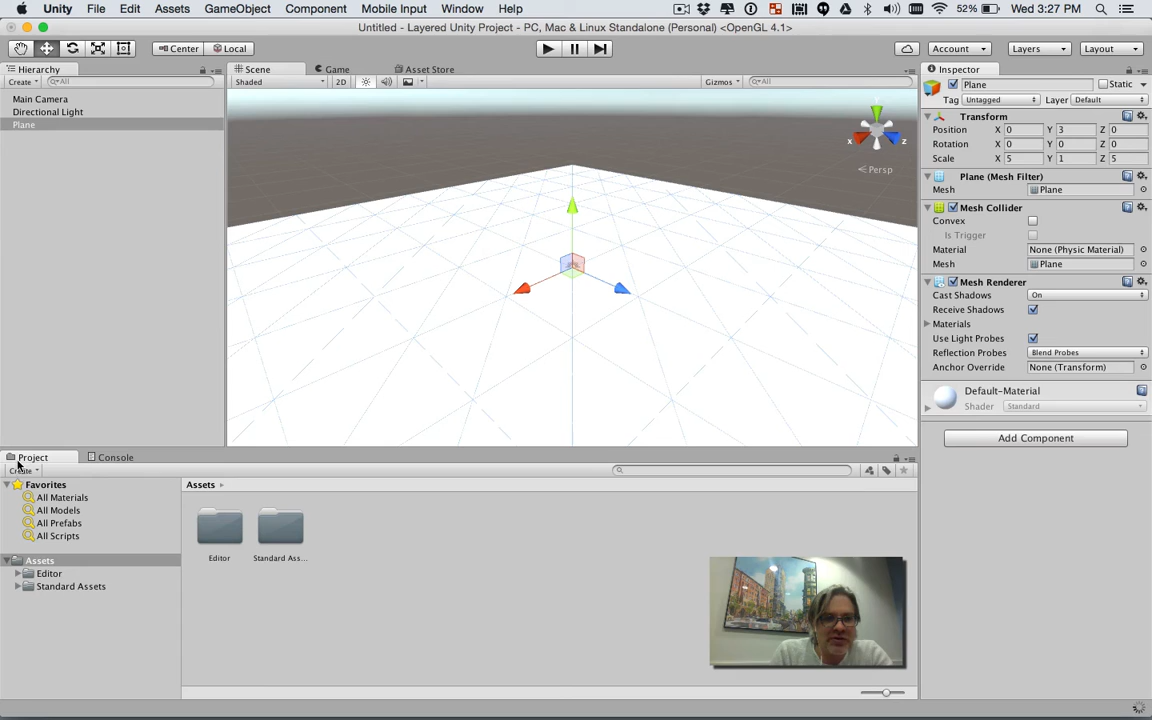 Unity File Edit Assets GameObject Component Mobile Input Window Help 52% Wed 3:27 PM
Untitled - Layered Unity Project - PC, Mac & Linux Standalone (Personal) <OpenGL 4.1>
Center Local Account Layers Layout
Hierarchy
Create All
Main Camera
Directional Light
Plane
Scene Game Asset Store
Shaded 2D Gizmos All
y
x z
Persp
Inspector
Plane Static
Tag Untagged Layer Default
Transform
Position X 0 Y 3 Z 0
Rotation X 0 Y 0 Z 0
Scale X 5 Y 1 Z 5
Plane (Mesh Filter)
Mesh Plane
Mesh Collider
Convex
Is Trigger
Material None (Physic Material)
Mesh Plane
Mesh Renderer
Cast Shadows On
Receive Shadows
Materials
Use Light Probes
Reflection Probes Blend Probes
Anchor Override None (Transform)
Default-Material
Shader Standard
Add Component
Project Console
Create
Favorites
All Materials
All Models
All Prefabs
All Scripts
Assets
Editor
Standard Assets
Assets
Editor Standard Ass...